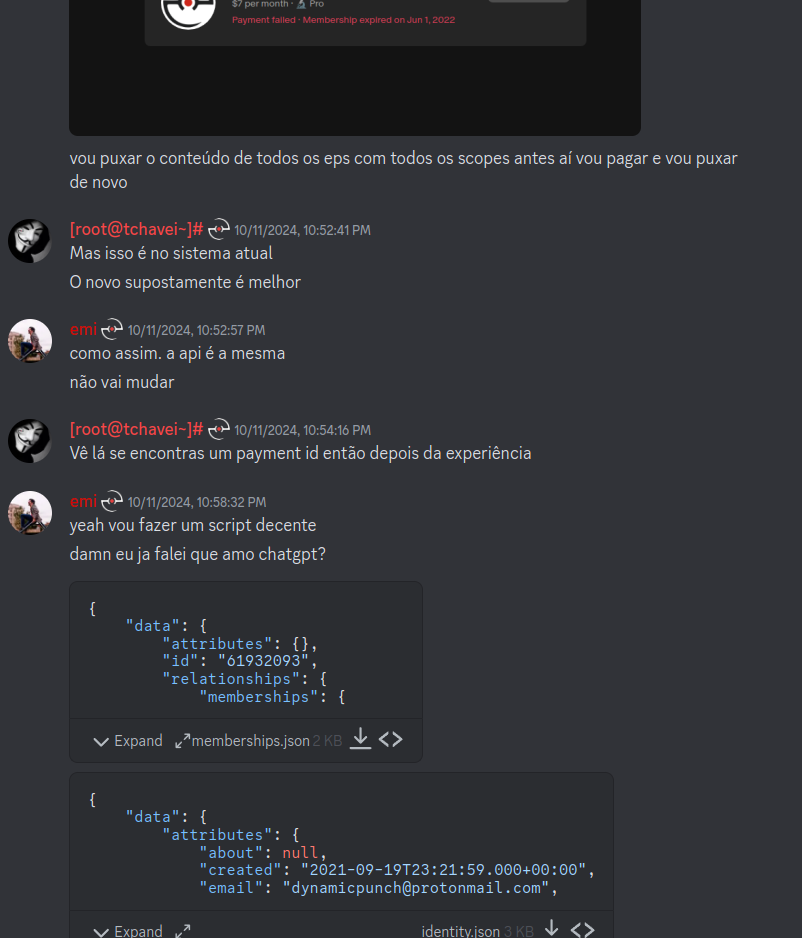 $7 per month · Pro
Payment failed · Membership expired on Jun 1, 2022
vou puxar o conteúdo de todos os eps com todos os scopes antes aí vou pagar e vou puxar
de novo
[root@tchavei~]# 10/11/2024, 10:52:41 PM
Mas isso é no sistema atual
O novo supostamente é melhor
emi 10/11/2024, 10:52:57 PM
como assim. a api é a mesma
não vai mudar
[root@tchavei~]# 10/11/2024, 10:54:16 PM
Vê lá se encontras um payment id então depois da experiência
emi 10/11/2024, 10:58:32 PM
yeah vou fazer um script decente
damn eu ja falei que amo chatgpt?
{
"data": {
"attributes": {},
"id": "61932093",
"relationships": {
"memberships": {
Expand memberships.json 2 KB
{
"data": {
"attributes": {
"about": null,
"created": "2021-09-19T23:21:59.000+00:00",
"email": "dynamicpunch@protonmail.com",
Expand identity.json 3 KB